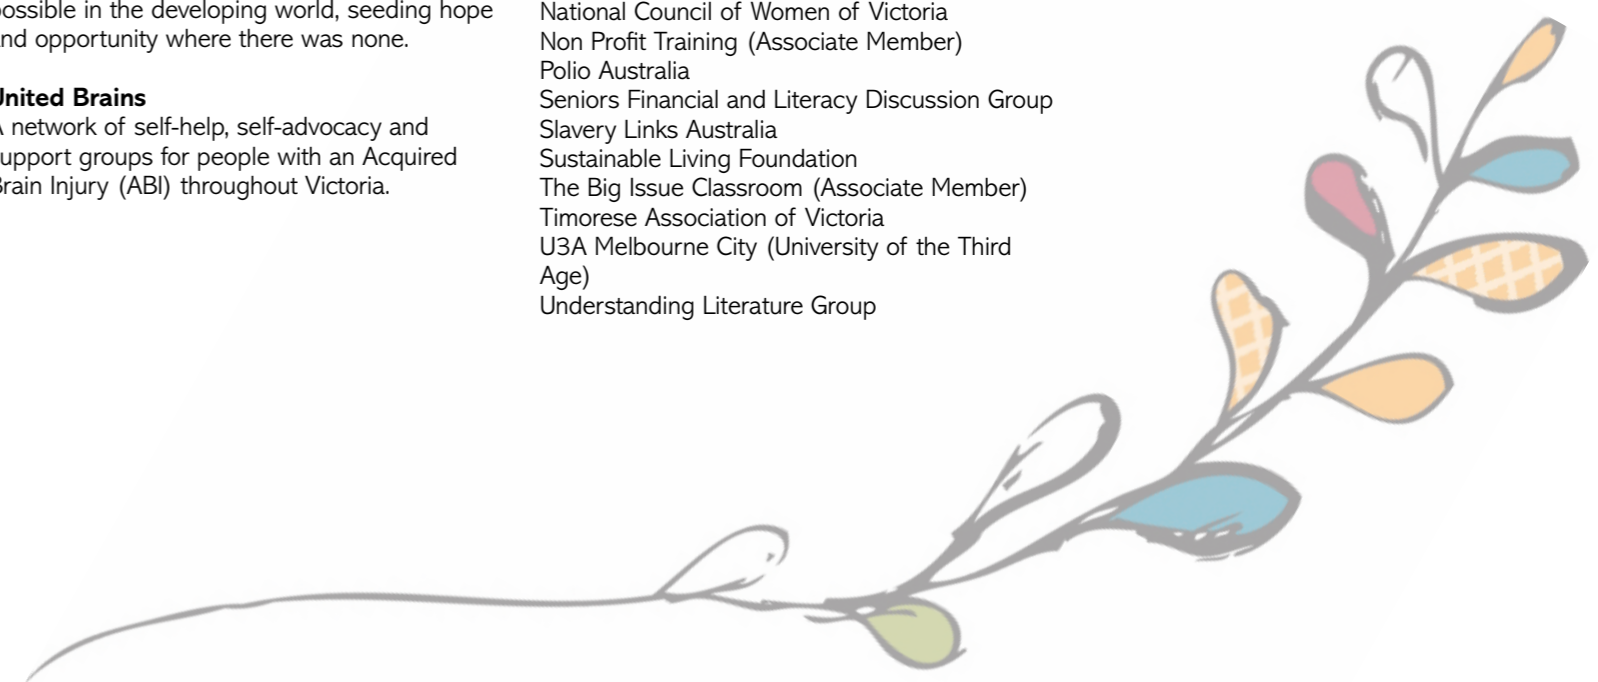 possible in the developing world, seeding hope
and opportunity where there was none.
United Brains
A network of self-help, self-advocacy and
support groups for people with an Acquired
Brain Injury (ABI) throughout Victoria.
National Council of Women of Victoria
Non Profit Training (Associate Member)
Polio Australia
Seniors Financial and Literacy Discussion Group
Slavery Links Australia
Sustainable Living Foundation
The Big Issue Classroom (Associate Member)
Timorese Association of Victoria
U3A Melbourne City (University of the Third
Age)
Understanding Literature Group